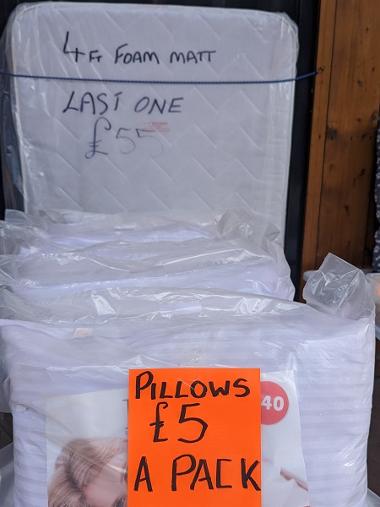 4FT FOAM MATT
LAST ONE
£55
PILLOWS
40
£5
A PACK